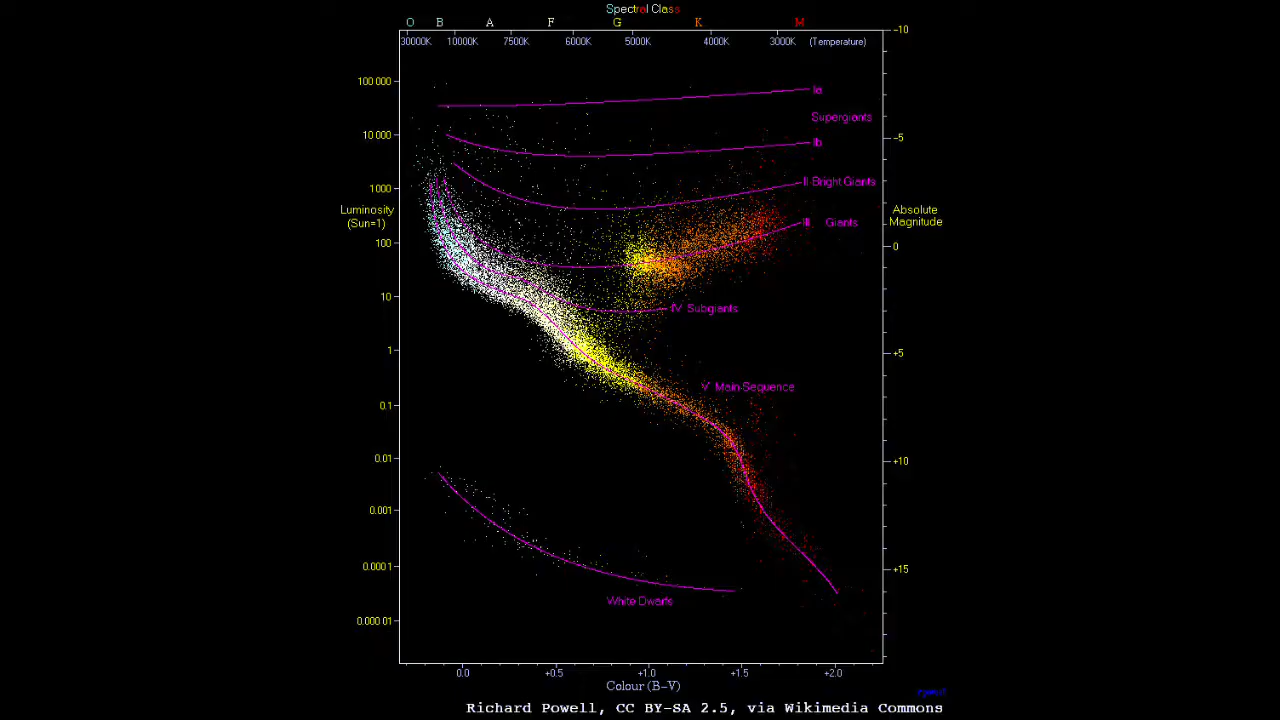 Spectral Class
O B A F G K M
30000K 10000K 7500K 6000K 5000K 4000K 3000K (Temperature)
-10
100 000
Ia
Supergiants
10 000
-5
Ib
1000
II Bright Giants
Luminosity
(Sun=1)
Absolute
Magnitude
III Giants
100
0
10
IV Subgiants
1
+5
V Main Sequence
0.1
0.01
+10
0.001
0.0001
+15
White Dwarfs
0.000 01
0.0 +0.5 +1.0 +1.5 +2.0
Colour (B-V)
Richard Powell, CC BY-SA 2.5, via Wikimedia Commons